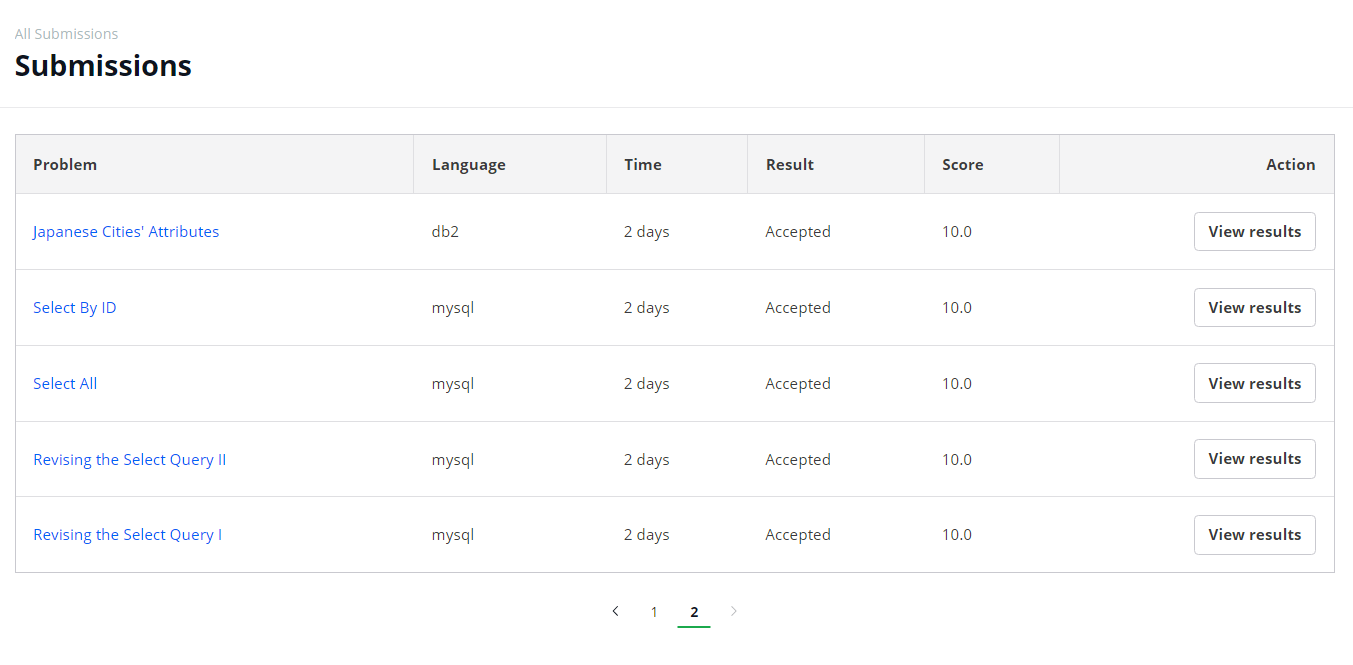 All Submissions
Submissions
Problem Language Time Result Score Action
Japanese Cities' Attributes db2 2 days Accepted 10.0 View results
Select By ID mysql 2 days Accepted 10.0 View results
Select All mysql 2 days Accepted 10.0 View results
Revising the Select Query II mysql 2 days Accepted 10.0 View results
Revising the Select Query I mysql 2 days Accepted 10.0 View results
1 2